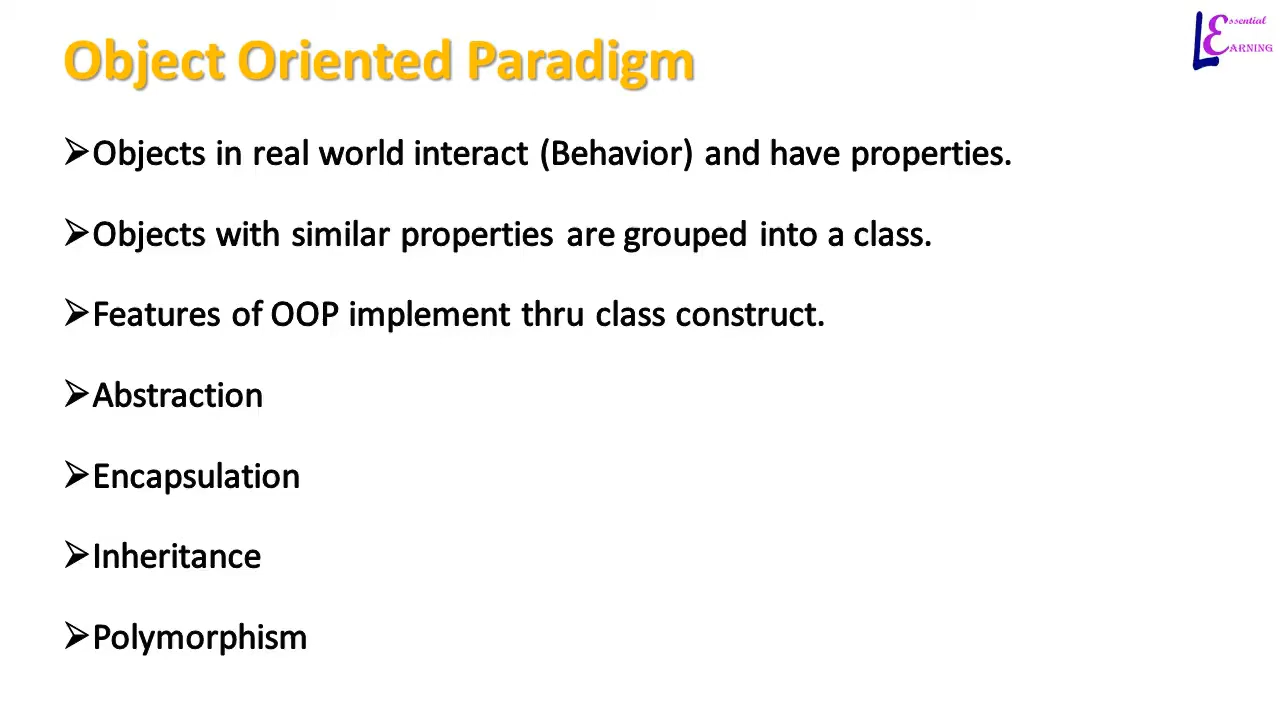 Object Oriented Paradigm
Essential
LEARNING
➢Objects in real world interact (Behavior) and have properties.
➢Objects with similar properties are grouped into a class.
➢Features of OOP implement thru class construct.
➢Abstraction
➢Encapsulation
➢Inheritance
➢Polymorphism